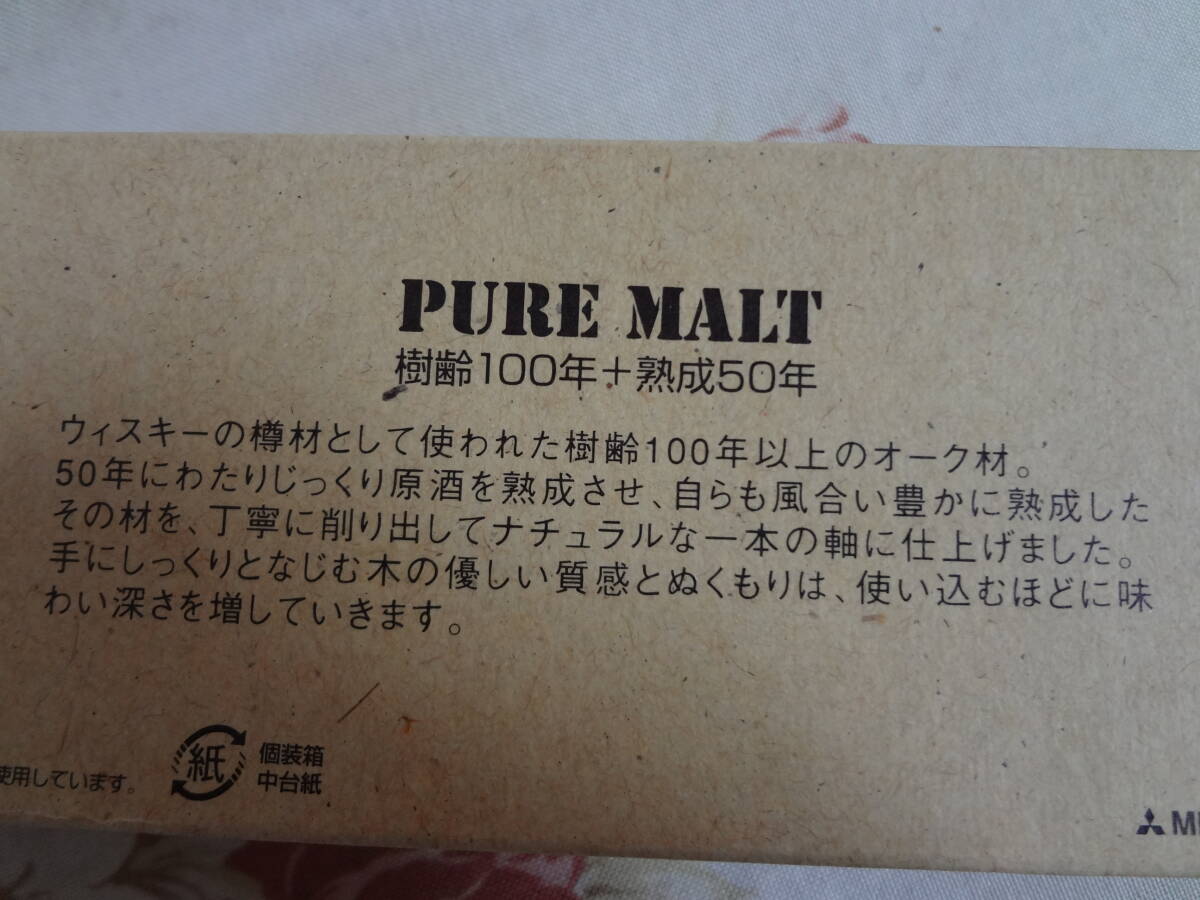 PURE MALT
樹齢100年+熟成50年
ウィスキーの樽材として使われた樹齢100年以上のオーク材。
50年にわたりじっくり原酒を熟成させ、自らも風合い豊かに熟成した
その材を、丁寧に削り出してナチュラルな一本の軸に仕上げました。
手にしっくりとなじむ木の優しい質感とぬくもりは、使い込むほどに味
わい深さを増していきます。
使用しています。
紙
個装箱
中台紙